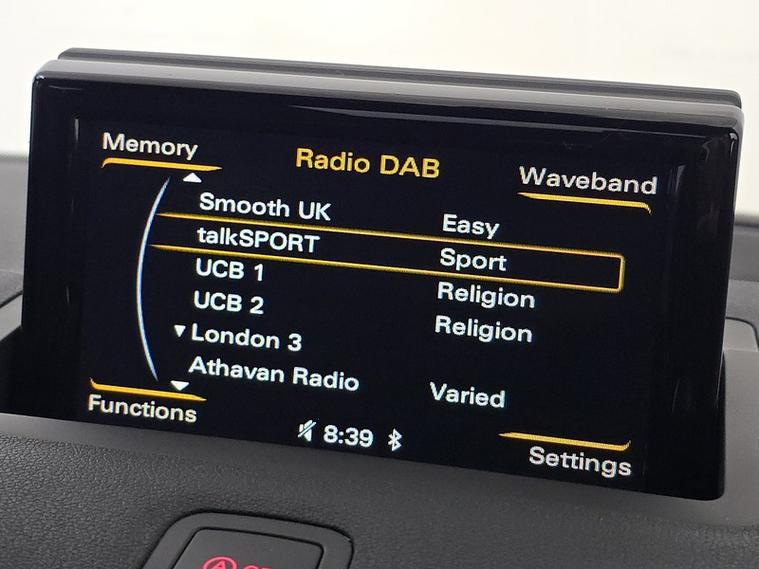 Memory
Radio DAB
Waveband
Smooth UK Easy
talkSPORT Sport
UCB 1 Religion
UCB 2 Religion
London 3
Athavan Radio Varied
Functions
8:39
Settings